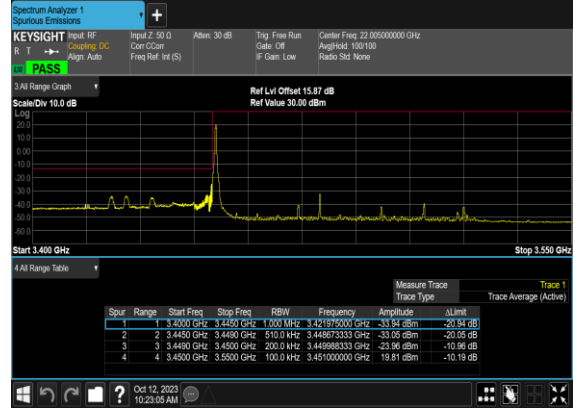 Spectrum Analyzer 1
Spurious Emissions
KEYSIGHT Input: RF Input Z: 50 Ω Atten: 30 dB Trig: Free Run Center Freq: 22.005000000 GHz
R T Coupling: DC Corr CCorr Gate: Off Avg|Hold: 100/100
Align: Auto Freq Ref: Int (S) IF Gain: Low Radio Std: None
PASS
3 All Range Graph
Ref Lvl Offset 15.87 dB
Scale/Div 10.0 dB Ref Value 30.00 dBm
Log
20.0
10.0
0.00
-10.0
-20.0
-30.0
-40.0
-50.0
-60.0
Start 3.400 GHz Stop 3.550 GHz
4 All Range Table
Measure Trace Trace 1
Trace Type Trace Average (Active)
Spur Range Start Freq Stop Freq RBW Frequency Amplitude ΔLimit
1 1 3.4000 GHz 3.4450 GHz 1.000 MHz 3.421975000 GHz -33.94 dBm -20.94 dB
2 2 3.4450 GHz 3.4490 GHz 510.0 kHz 3.448673333 GHz -33.05 dBm -20.05 dB
3 3 3.4490 GHz 3.4500 GHz 200.0 kHz 3.449988333 GHz -23.96 dBm -10.96 dB
4 4 3.4500 GHz 3.5500 GHz 100.0 kHz 3.451000000 GHz 19.81 dBm -10.19 dB
Oct 12, 2023
10:23:05 AM